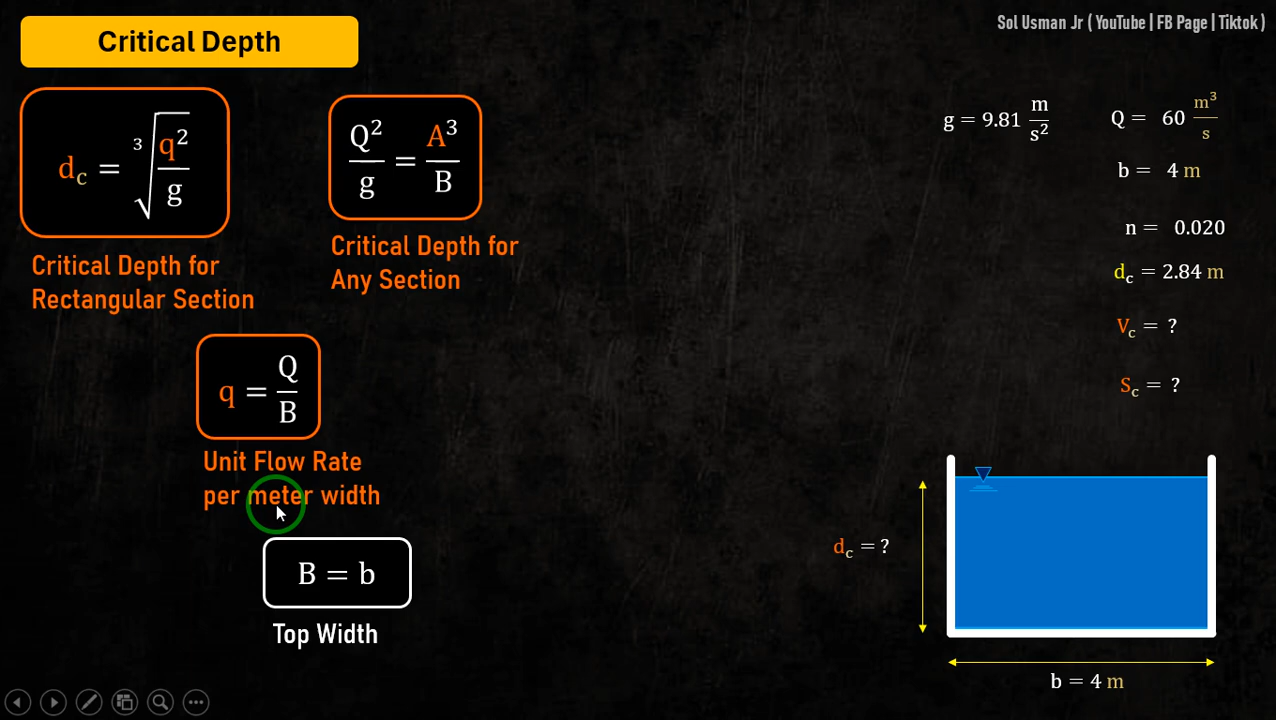 Critical Depth
Sol Usman Jr ( YouTube | FB Page | Tiktok )
d_c = ∛(q²/g)
Critical Depth for
Rectangular Section
Q²/g = A³/B
Critical Depth for
Any Section
q = Q/B
Unit Flow Rate
per meter width
B = b
Top Width
g = 9.81 m/s²
Q = 60 m³/s
b = 4 m
n = 0.020
d_c = 2.84 m
V_c = ?
S_c = ?
d_c = ?
b = 4 m